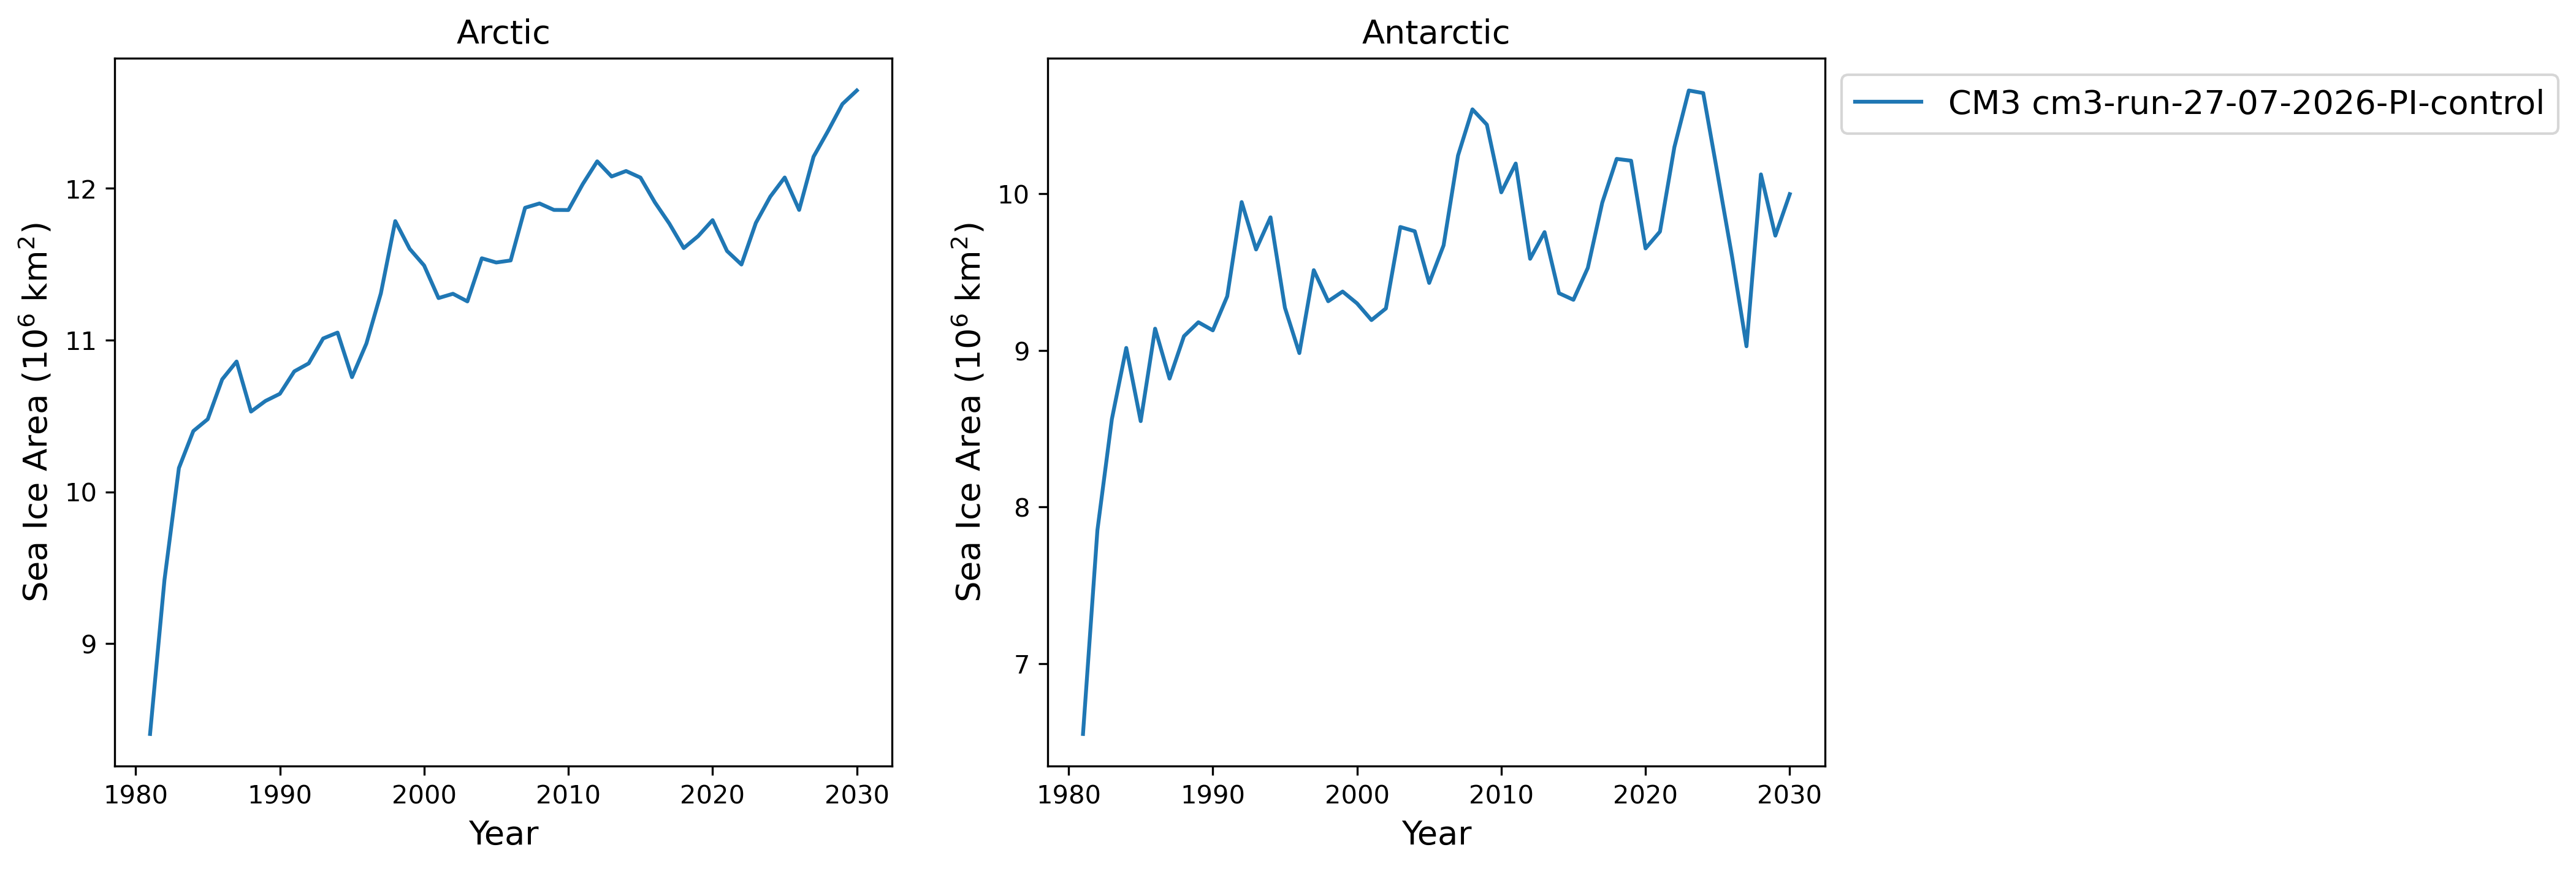 Arctic
Sea Ice Area (10⁶ km²)
12
11
10
9
1980 1990 2000 2010 2020 2030
Year
Antarctic
Sea Ice Area (10⁶ km²)
10
9
8
7
1980 1990 2000 2010 2020 2030
Year
CM3 cm3-run-27-07-2026-PI-control